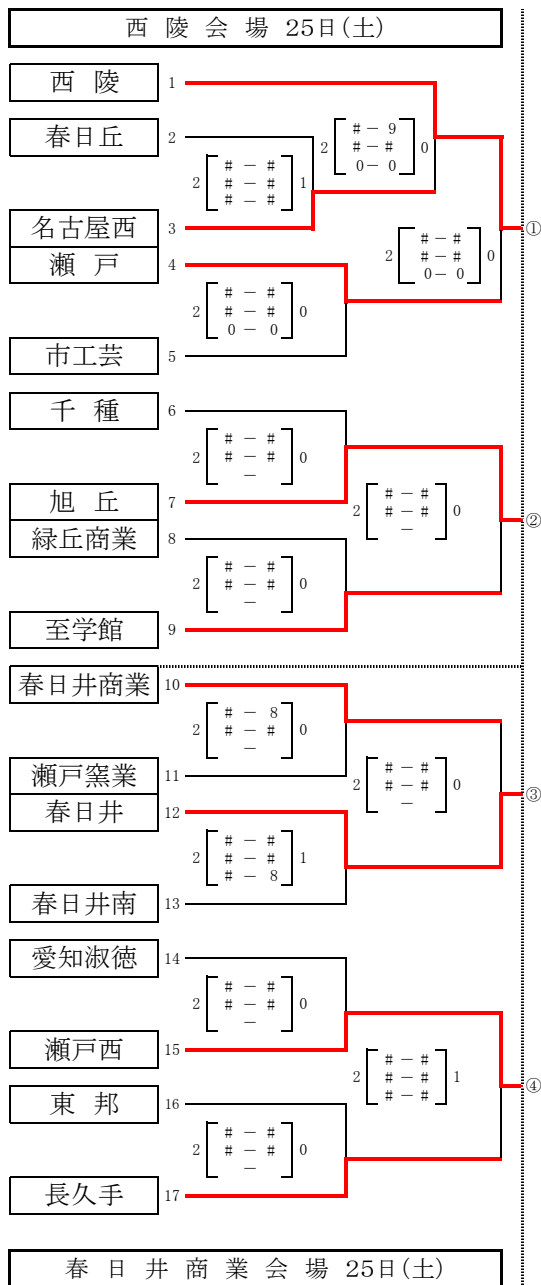 西 陵 会 場 25日(土)
西 陵 1
春日丘 2
2 # - 9 0
# - #
0 - 0
2 # - # 1
# - #
# - #
名古屋西 3
①
瀬 戸 4
2 # - # 0
# - #
0 - 0
2 # - # 0
# - #
0 - 0
市工芸 5
千 種 6
2 # - # 0
# - #
-
旭 丘 7
2 # - # 0
# - #
-
②
緑丘商業 8
2 # - # 0
# - #
-
至学館 9
春日井商業 10
2 # - 8 0
# - #
-
瀬戸窯業 11
2 # - # 0
# - #
-
③
春日井 12
2 # - # 1
# - #
# - 8
春日井南 13
愛知淑徳 14
2 # - # 0
# - #
-
瀬戸西 15
2 # - # 1
# - #
# - #
④
東 邦 16
2 # - # 0
# - #
-
長久手 17
春 日 井 商 業 会 場 25日(土)